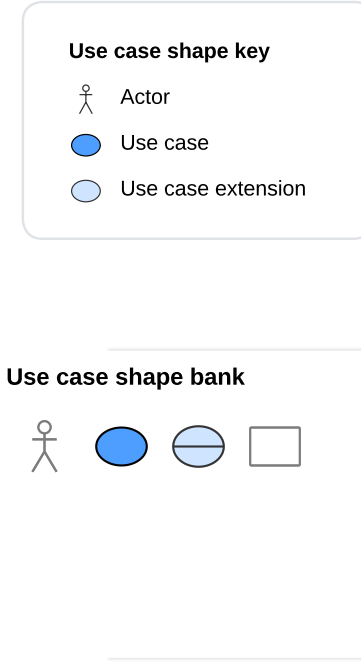 Use case shape key
Actor
Use case
Use case extension
Use case shape bank